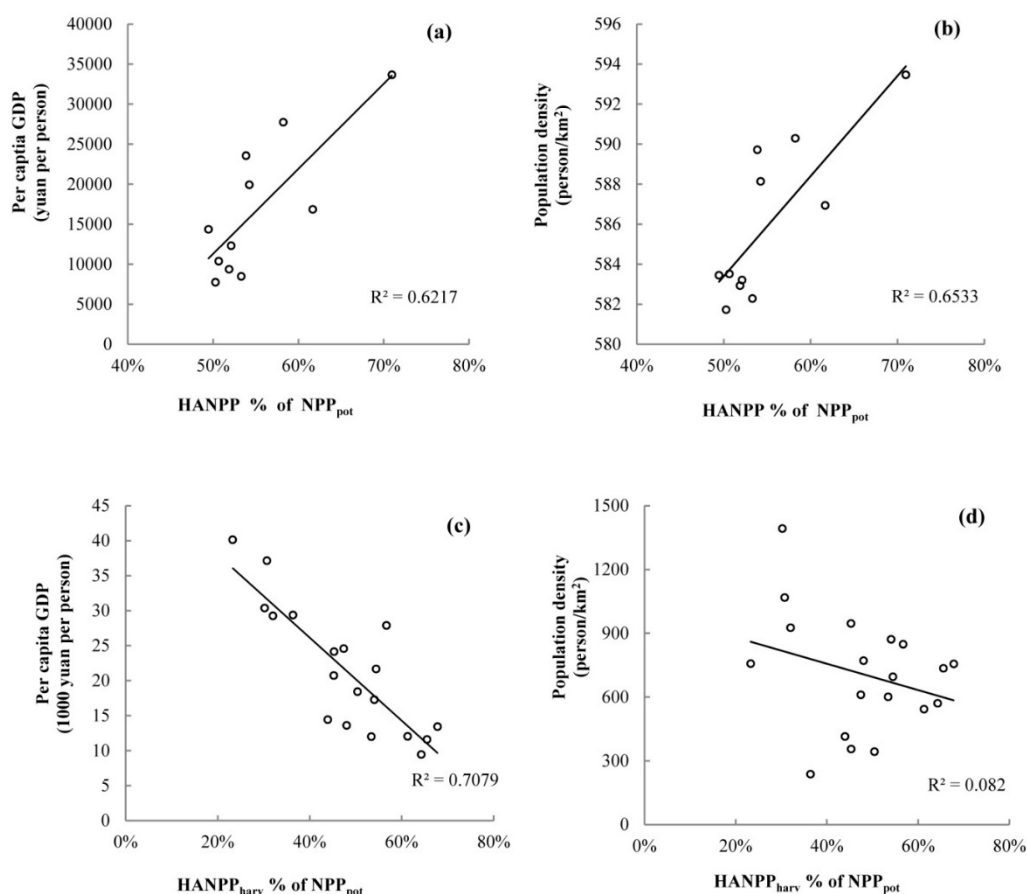 (a)
Per captia GDP
(yuan per person)
40000
35000
30000
25000
20000
15000
10000
5000
0
R² = 0.6217
40% 50% 60% 70% 80%
HANPP % of NPPpot
(b)
Population density
(person/km²)
596
594
592
590
588
586
584
582
580
R² = 0.6533
40% 50% 60% 70% 80%
HANPP % of NPPpot
(c)
Per capita GDP
(1000 yuan per person)
45
40
35
30
25
20
15
10
5
0
R² = 0.7079
0% 20% 40% 60% 80%
HANPPharv % of NPPpot
(d)
Population density
(person/km²)
1500
1200
900
600
300
0
R² = 0.082
0% 20% 40% 60% 80%
HANPPharv % of NPPpot